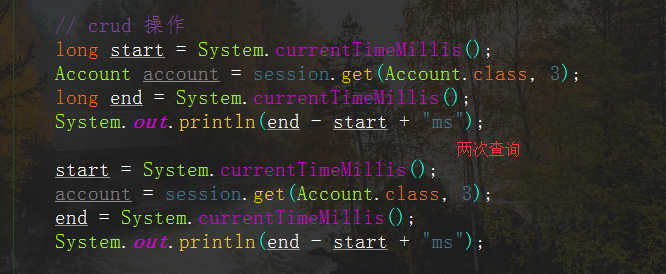 // crud 操作
long start = System.currentTimeMillis();
Account account = session.get(Account.class, 3);
long end = System.currentTimeMillis();
System.out.println(end - start + "ms");
两次查询
start = System.currentTimeMillis();
account = session.get(Account.class, 3);
end = System.currentTimeMillis();
System.out.println(end - start + "ms");